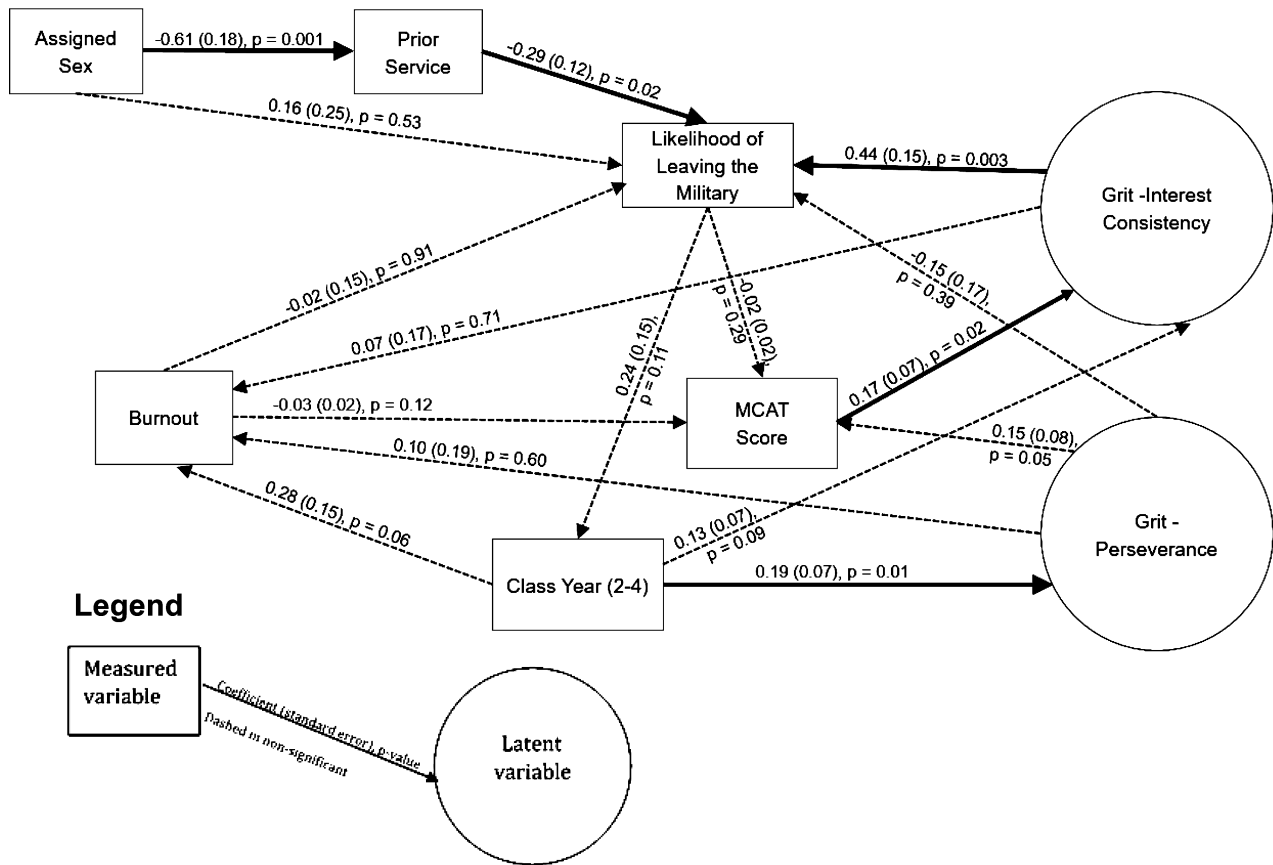 Assigned
Sex
-0.61 (0.18), p = 0.001
Prior
Service
-0.29 (0.12), p = 0.02
0.16 (0.25), p = 0.53
Likelihood of
Leaving the
Military
0.44 (0.15), p = 0.003
Grit -Interest
Consistency
-0.02 (0.15), p = 0.91
0.07 (0.17), p = 0.71
0.24 (0.15),
p = 0.11
-0.02 (0.02),
p = 0.29
-0.15 (0.17),
p = 0.39
0.17 (0.07), p = 0.02
Burnout
-0.03 (0.02), p = 0.12
MCAT
Score
0.15 (0.08),
p = 0.05
0.10 (0.19), p = 0.60
0.28 (0.15), p = 0.06
0.13 (0.07),
p = 0.09
Grit -
Perseverance
Class Year (2-4)
0.19 (0.07), p = 0.01
Legend
Measured
variable
Coefficient (standard error), p-value
Dashed in non-significant
Latent
variable